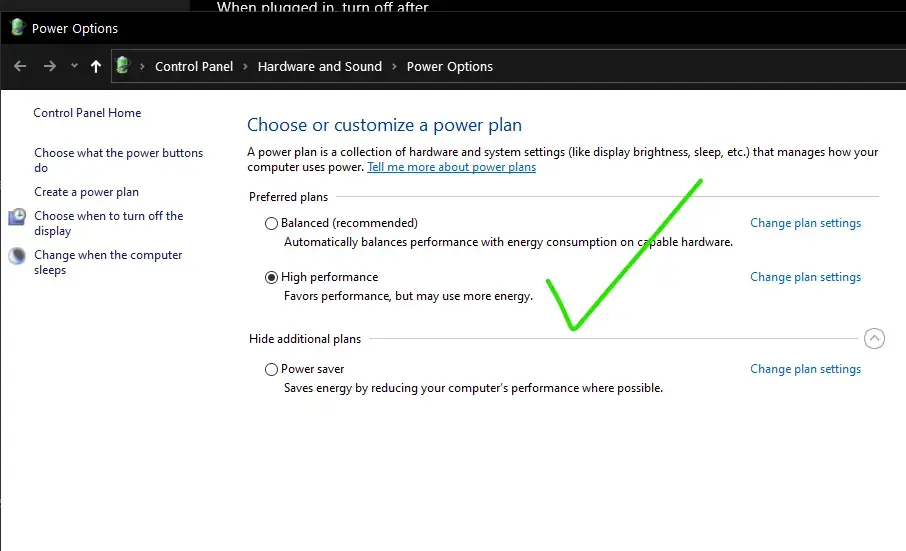 When plugged in, turn off after
Power Options
Control Panel > Hardware and Sound > Power Options
Control Panel Home
Choose what the power buttons
do
Create a power plan
Choose when to turn off the
display
Change when the computer
sleeps
Choose or customize a power plan
A power plan is a collection of hardware and system settings (like display brightness, sleep, etc.) that manages how your
computer uses power. Tell me more about power plans
Preferred plans
Balanced (recommended) Change plan settings
Automatically balances performance with energy consumption on capable hardware.
High performance Change plan settings
Favors performance, but may use more energy.
Hide additional plans
Power saver Change plan settings
Saves energy by reducing your computer's performance where possible.